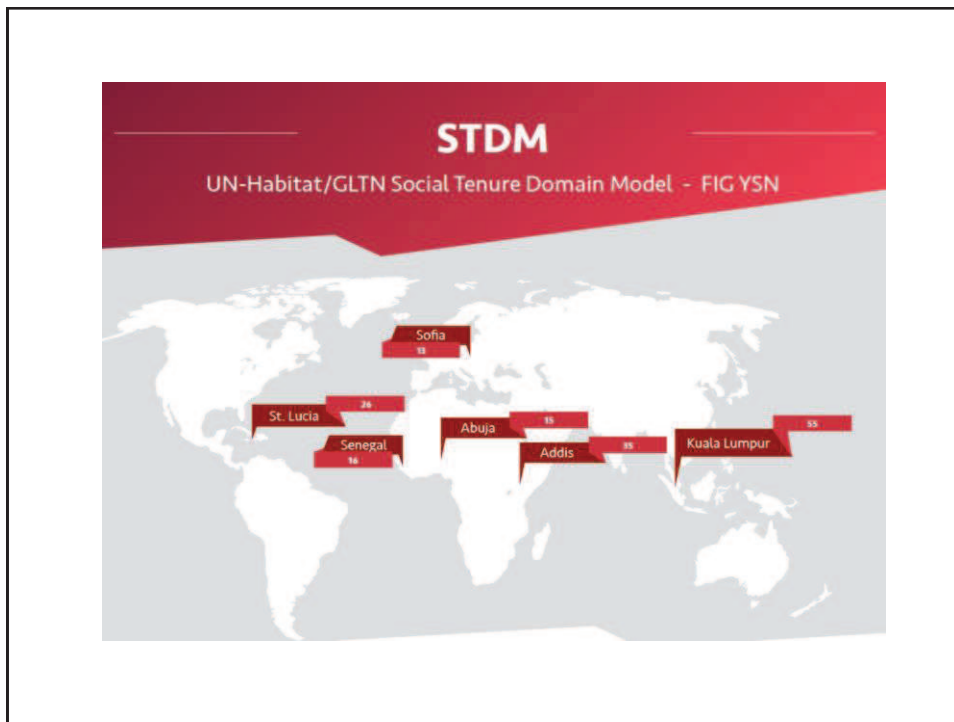 STDM
UN-Habitat/GLTN Social Tenure Domain Model - FIG YSN
Sofia
13
St. Lucia
26
Senegal
16
Abuja
15
Addis
35
Kuala Lumpur
55